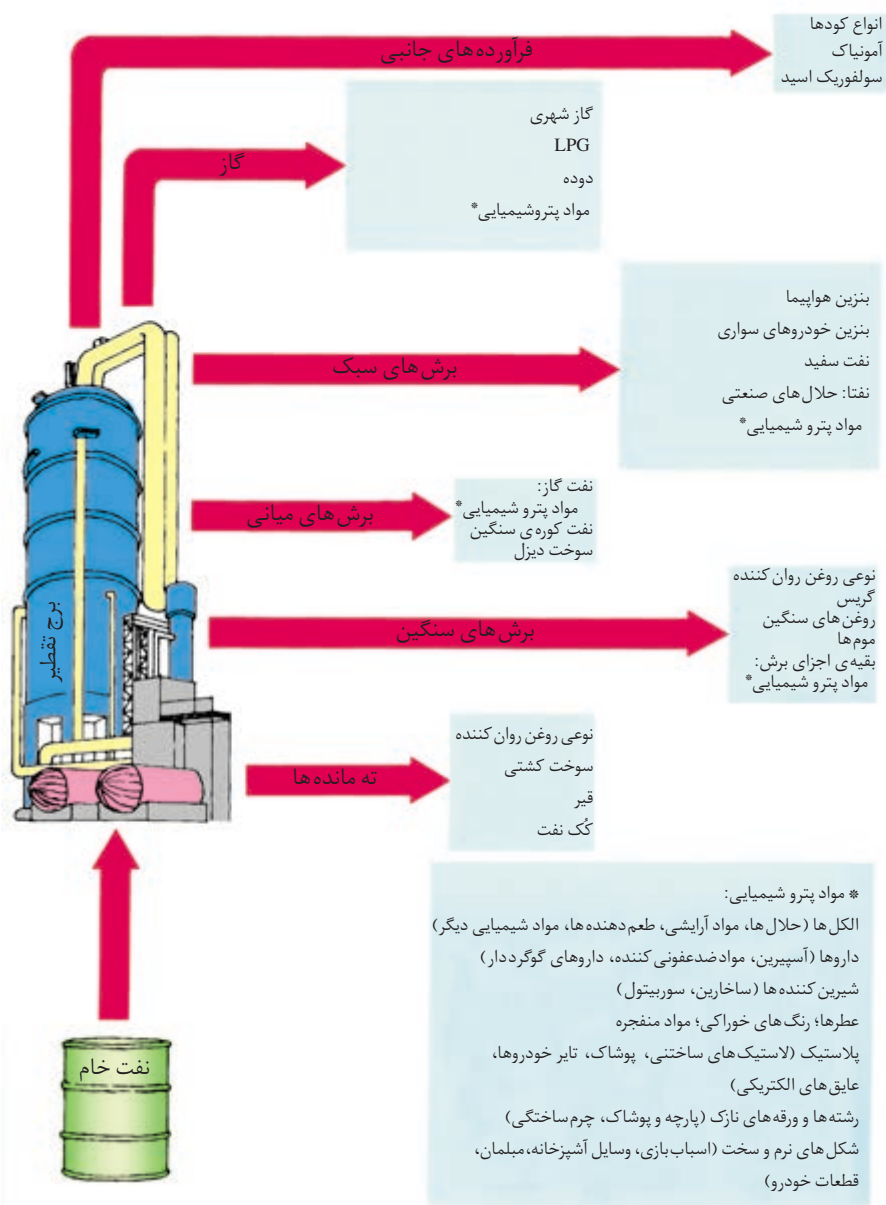 فرآورده‌های جانبی
انواع کودها
آمونیاک
سولفوریک اسید
گاز
گاز شهری
LPG
دوده
مواد پتروشیمیایی*
برش‌های سبک
بنزین هواپیما
بنزین خودروهای سواری
نفت سفید
نفتا: حلال‌های صنعتی
مواد پترو شیمیایی*
برش‌های میانی
نفت گاز:
مواد پترو شیمیایی*
نفت کوره‌ی سنگین
سوخت دیزل
برش‌های سنگین
نوعی روغن روان کننده
گریس
روغن‌های سنگین
موم‌ها
بقیه‌ی اجزای برش:
مواد پترو شیمیایی*
برج تقطیر
ته مانده‌ها
نوعی روغن روان کننده
سوخت کشتی
قیر
کُک نفت
نفت خام
* مواد پترو شیمیایی:
الکل‌ها (حلال‌ها، مواد آرایشی، طعم‌دهنده‌ها، مواد شیمیایی دیگر)
داروها (آسپیرین، مواد ضدعفونی کننده، داروهای گوگرددار)
شیرین کننده‌ها (ساخارین، سوربیتول)
عطرها؛ رنگ‌های خوراکی؛ مواد منفجره
پلاستیک (لاستیک‌های ساختنی، پوشاک، تایر خودروها،
عایق‌های الکتریکی)
رشته‌ها و ورقه‌های نازک (پارچه و پوشاک، چرم ساختگی)
شکل‌های نرم و سخت (اسباب‌بازی، وسایل آشپزخانه،مبلمان،
قطعات خودرو)